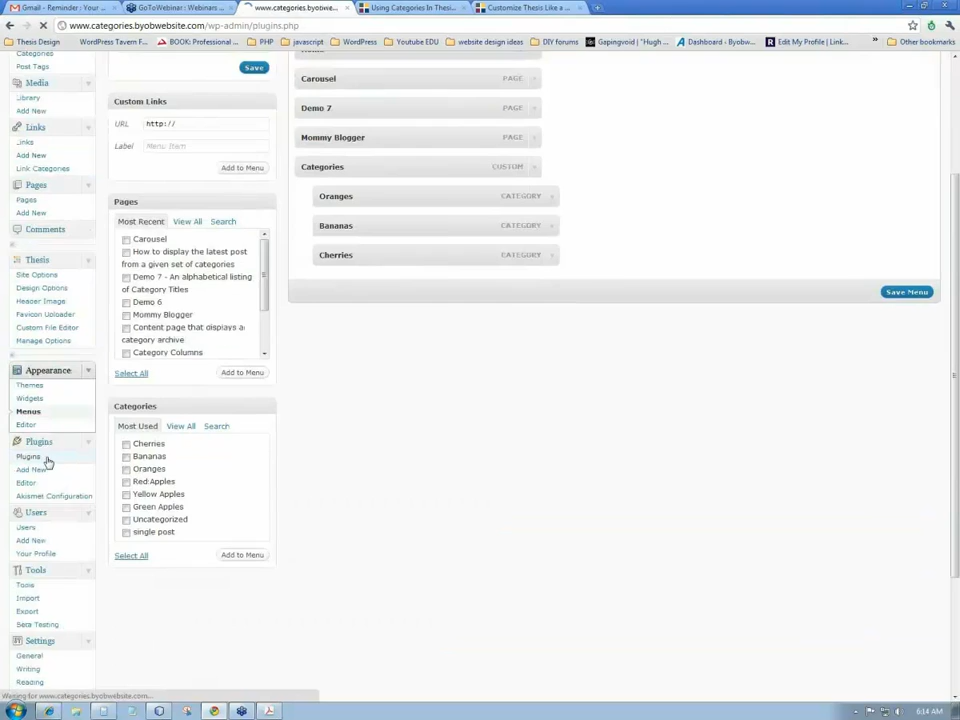 Gmail - Reminder : Your
GoToWebinar : Webinars
www.categories.byobwebsite.
Using Categories In Thesis
Customize Thesis Like a
www.categories.byobwebsite.com/wp-admin/plugins.php
Thesis Design
WordPress Tavern F...
BOOK: Professional ...
PHP
javascript
WordPress
Youtube EDU
website design ideas
DIY forums
Gapingvoid | "Hugh ...
Dashboard - Byobw...
Edit My Profile | Link...
»
Other bookmarks
Categories
Post Tags
Media
Library
Add New
Links
Links
Add New
Link Categories
Pages
Pages
Add New
Comments
Thesis
Site Options
Design Options
Header Image
Favicon Uploader
Custom File Editor
Manage Options
Appearance
Themes
Widgets
Menus
Editor
Plugins
Plugins
Add New
Editor
Akismet Configuration
Users
Users
Add New
Your Profile
Tools
Tools
Import
Export
Sera Testing
Settings
General
Writing
Reading
Save
Custom Links
URL http://
Label Menu Item
Add to Menu
Pages
Most Recent View All Search
Carousel
How to display the latest post
from a given set of categories
Demo 7 - An alphabetical listing
of Category Titles
Demo 6
Mommy Blogger
Content page that displays a
category archive
Category Columns
Select All
Add to Menu
Categories
Most Used View All Search
Cherries
Bananas
Oranges
Red Apples
Yellow Apples
Green Apples
Uncategorized
single post
Select All
Add to Menu
Carousel PAGE
Demo 7 PAGE
Mommy Blogger PAGE
Categories CUSTOM
Oranges CATEGORY
Bananas CATEGORY
Cherries CATEGORY
Save Menu
Waiting for www.categories.byobwebsite.com...
6:14 AM